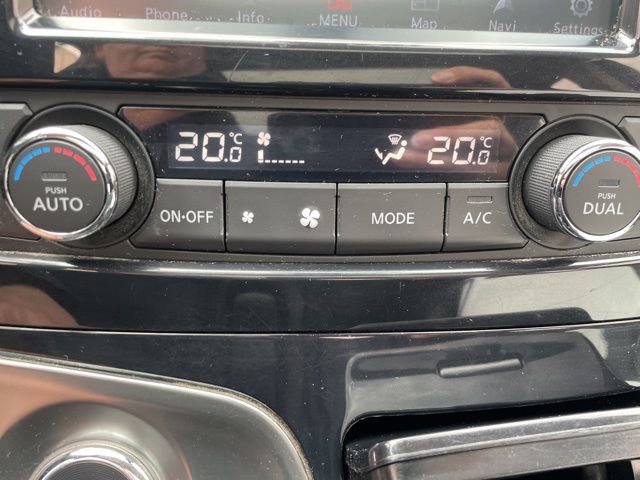 Audio Phone Info MENU Map Navi Settings
20.0°C 20.0°C
PUSH
AUTO
ON·OFF
MODE
A/C
PUSH
DUAL